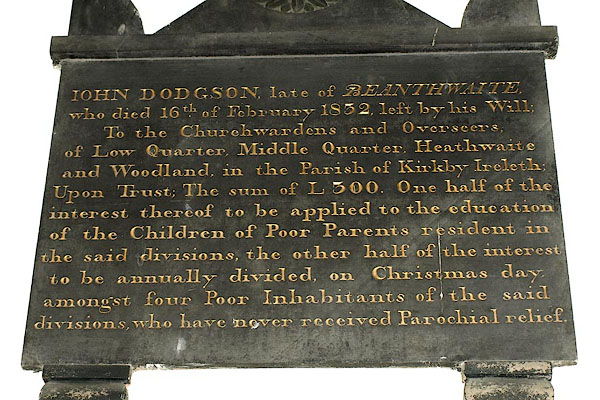 IOHN DODGSON, late of BEANTHWAITE,
who died 16th of February 1832, left by his Will;
To the Churchwardens and Overseers,
of Low Quarter, Middle Quarter, Heathwaite
and Woodland, in the Parish of Kirkby Ireleth;
Upon Trust; The sum of L 300. One half of the
interest thereof to be applied to the education
of the Children of Poor Parents resident in
the said divisions, the other half of the interest
to be annually divided, on Christmas day
amongst four Poor Inhabitants of the said
divisions, who have never received Parochial relief.